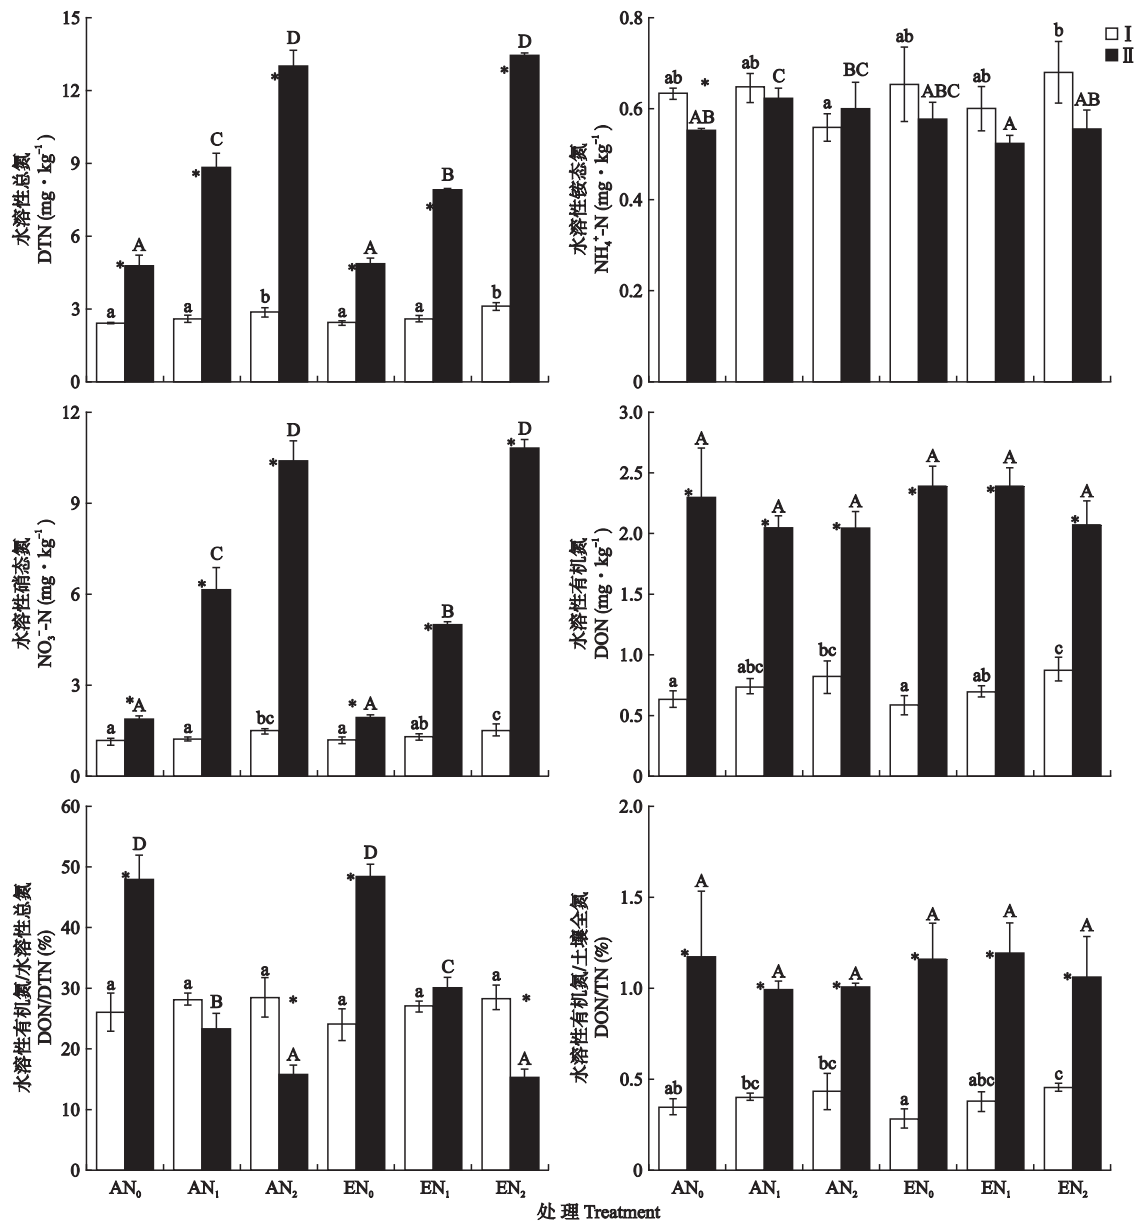 水溶性总氮
DTN (mg·kg⁻¹)
15
12
9
6
3
0
a
*
A
a
*
C
b
*
D
a
*
A
a
*
B
b
*
D
水溶性铵态氮
NH₄⁺-N (mg·kg⁻¹)
0.8
0.6
0.4
0.2
0
ab
*
AB
ab
C
a
BC
ab
ABC
ab
A
b
AB
Ⅰ
Ⅱ
水溶性硝态氮
NO₃⁻-N (mg·kg⁻¹)
12
9
6
3
0
a
*
A
a
*
C
bc
*
D
a
*
A
ab
*
B
c
*
D
水溶性有机氮
DON (mg·kg⁻¹)
3.0
2.5
2.0
1.5
1.0
0.5
0
a
*
A
abc
*
A
bc
*
A
a
*
A
ab
*
A
c
*
A
水溶性有机氮/水溶性总氮
DON/DTN (%)
60
50
40
30
20
10
0
a
*
D
a
B
a
*
A
a
*
D
a
C
a
*
A
AN₀ AN₁ AN₂ EN₀ EN₁ EN₂
水溶性有机氮/土壤全氮
DON/TN (%)
2.0
1.5
1.0
0.5
0
ab
*
A
bc
*
A
bc
*
A
a
*
A
abc
*
A
c
*
A
AN₀ AN₁ AN₂ EN₀ EN₁ EN₂
处 理 Treatment